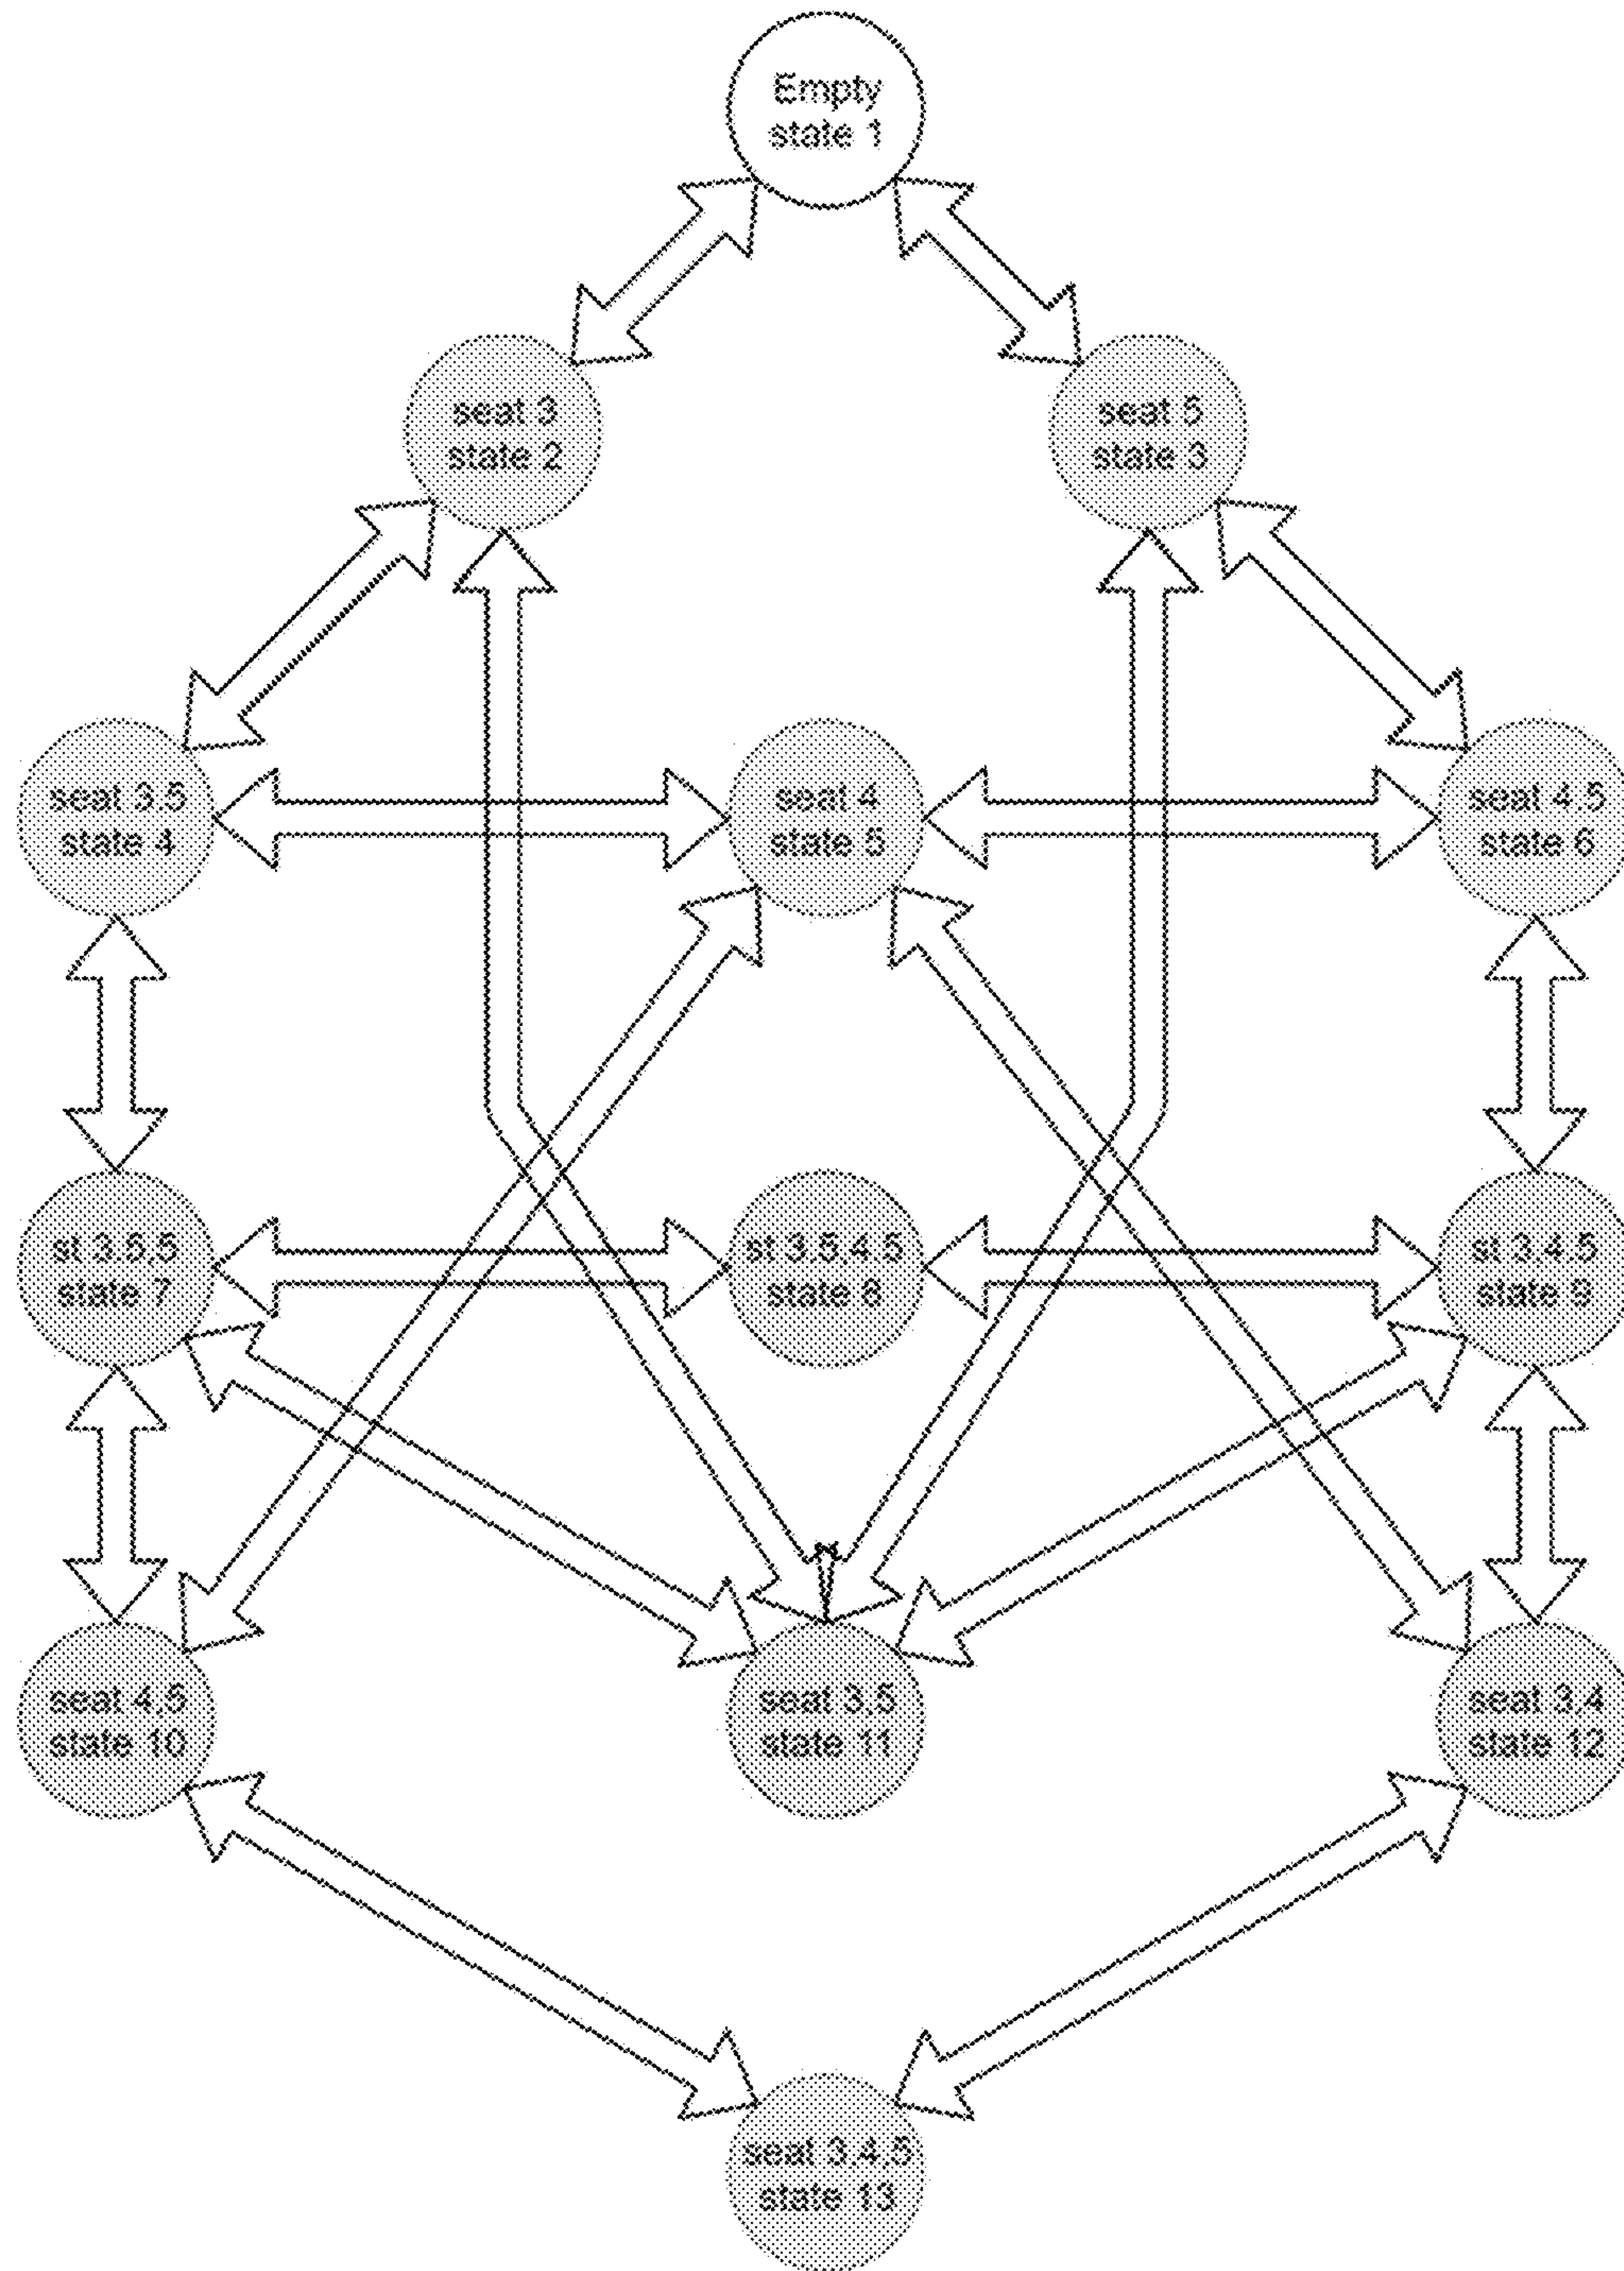 Empty
state 1
seat 3
state 2
seat 5
state 3
seat 3.5
state 4
seat 4
state 5
seat 4.5
state 6
st 3.5,5
state 7
st 3.5,4.5
state 8
st 3,4.5
state 9
seat 4,5
state 10
seat 3,5
state 11
seat 3,4
state 12
seat 3,4,5
state 13